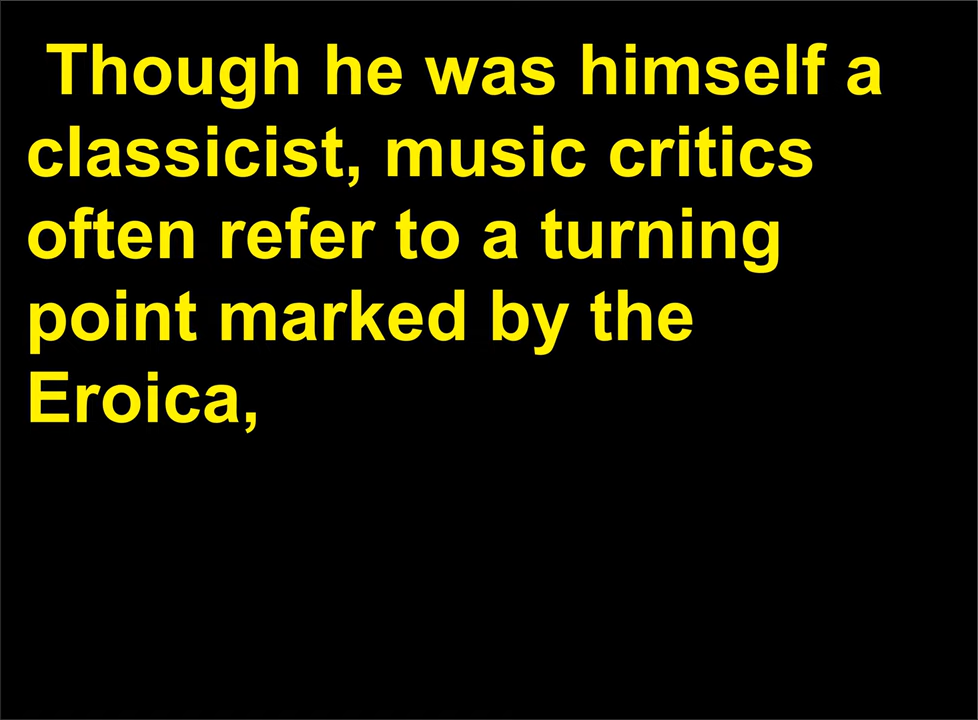 Though he was himself a
classicist, music critics
often refer to a turning
point marked by the
Eroica,